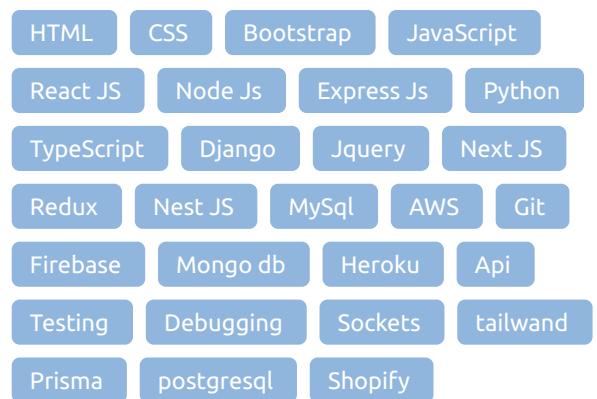 HTML CSS Bootstrap JavaScript
React JS Node Js Express Js Python
TypeScript Django Jquery Next JS
Redux Nest JS MySql AWS Git
Firebase Mongo db Heroku Api
Testing Debugging Sockets tailwand
Prisma postgresql Shopify